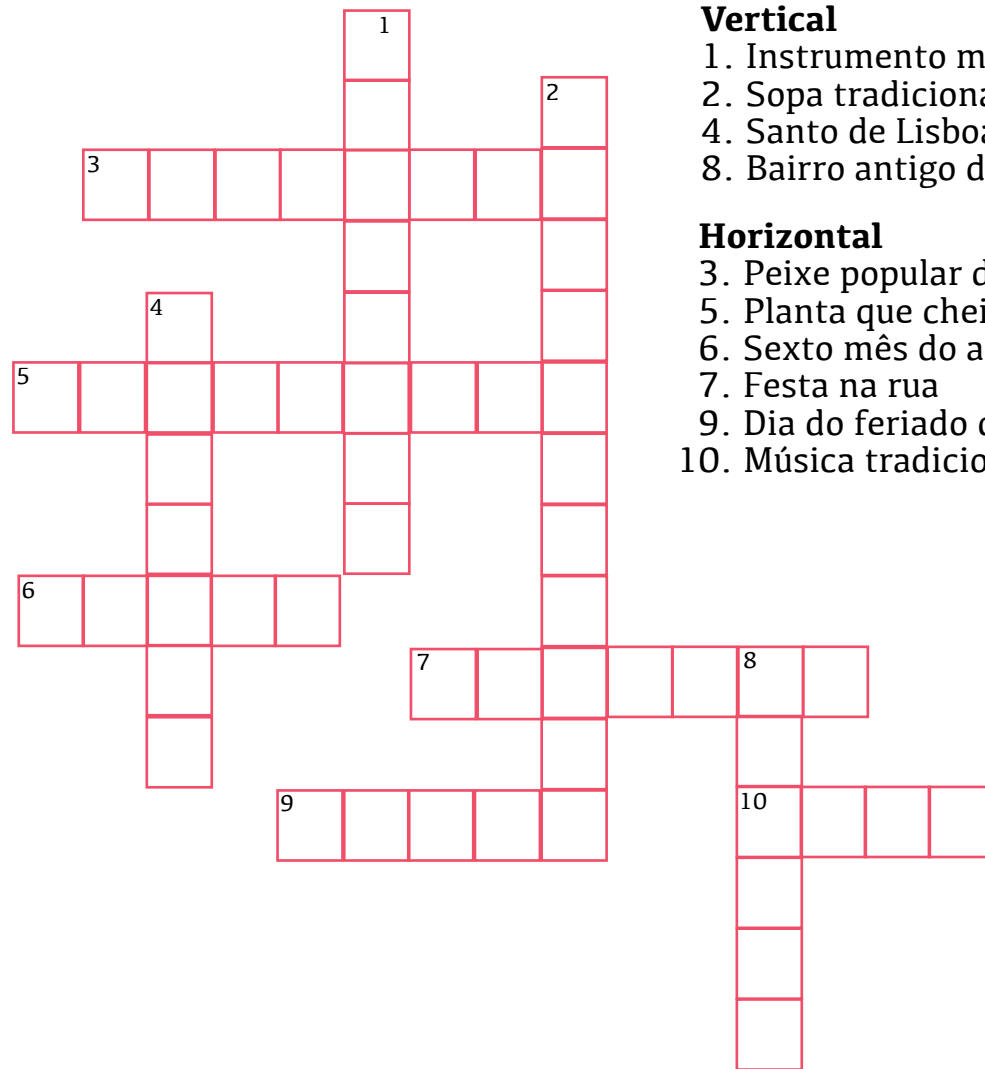 1
2
3
4
5
6
7
8
9
10
Vertical
1. Instrumento m
2. Sopa tradiciona
4. Santo de Lisboa
8. Bairro antigo d
Horizontal
3. Peixe popular d
5. Planta que chei
6. Sexto mês do a
7. Festa na rua
9. Dia do feriado d
10. Música tradicio